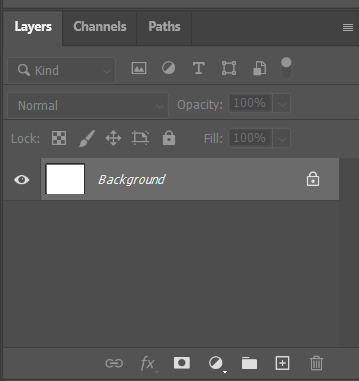 Layers Channels Paths
Kind
Normal Opacity: 100%
Lock: Fill: 100%
Background
fx